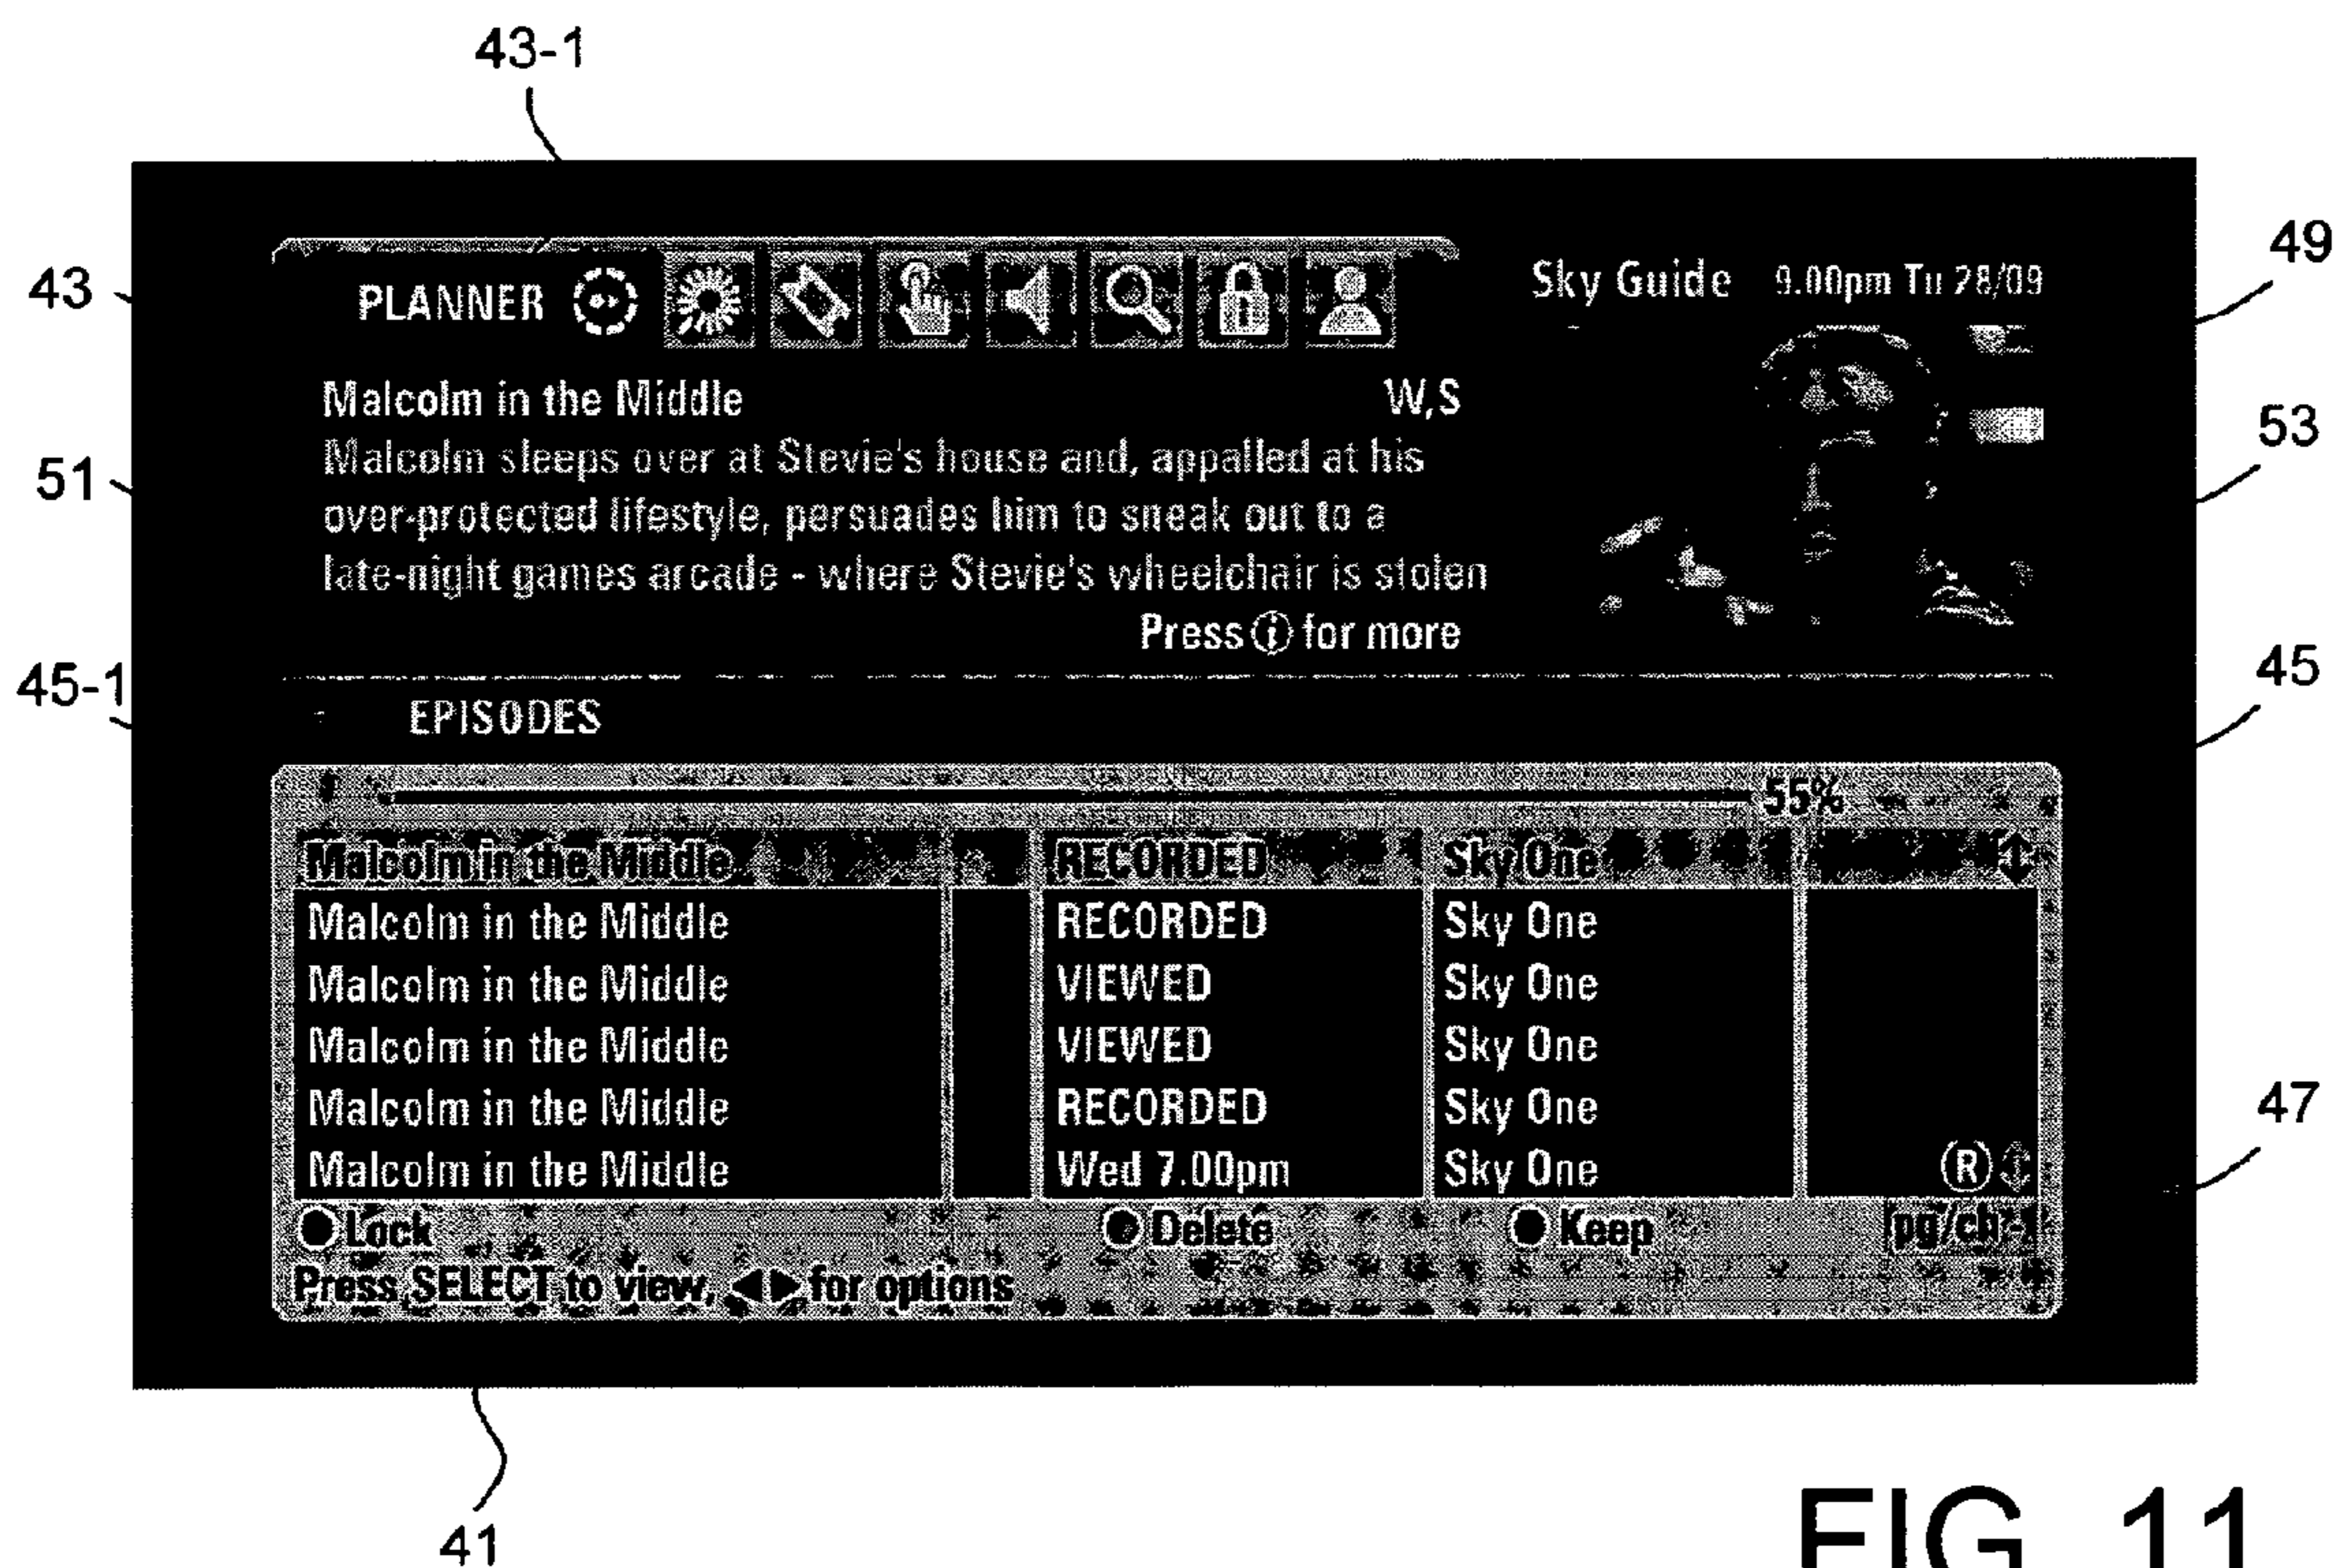 43-1
43
49
PLANNER
Sky Guide 9.00pm Tu 28/09
Malcolm in the Middle W,S
53
Malcolm sleeps over at Stevie's house and, appalled at his
51
over-protected lifestyle, persuades him to sneak out to a
late-night games arcade - where Stevie's wheelchair is stolen
Press i for more
45
45-1
EPISODES
55%
Malcolm in the Middle RECORDED Sky One
Malcolm in the Middle RECORDED Sky One
Malcolm in the Middle VIEWED Sky One
Malcolm in the Middle VIEWED Sky One
Malcolm in the Middle RECORDED Sky One
47
Malcolm in the Middle Wed 7.00pm Sky One R
Lock Delete Keep pg/ch
Press SELECT to view, ◀▶ for options
41
FIG. 11